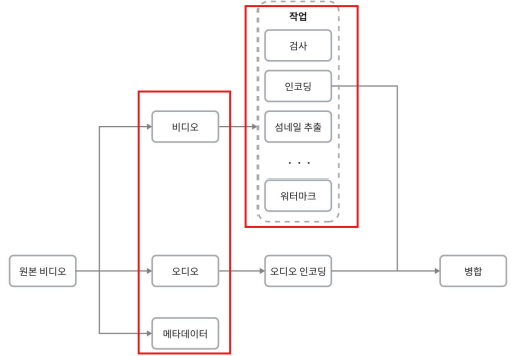 작업
검사
인코딩
비디오
섬네일 추출
. . .
워터마크
원본 비디오
오디오
오디오 인코딩
병합
메타데이터